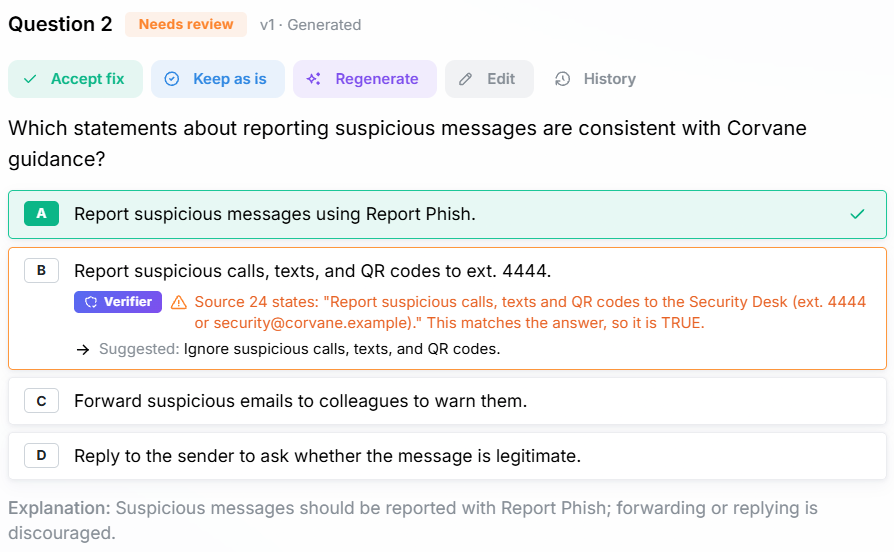 Question 2 Needs review v1 · Generated
Accept fix Keep as is Regenerate Edit History
Which statements about reporting suspicious messages are consistent with Corvane
guidance?
A Report suspicious messages using Report Phish.
B Report suspicious calls, texts, and QR codes to ext. 4444.
Verifier Source 24 states: "Report suspicious calls, texts and QR codes to the Security Desk (ext. 4444
or security@corvane.example)." This matches the answer, so it is TRUE.
→ Suggested: Ignore suspicious calls, texts, and QR codes.
C Forward suspicious emails to colleagues to warn them.
D Reply to the sender to ask whether the message is legitimate.
Explanation: Suspicious messages should be reported with Report Phish; forwarding or replying is
discouraged.